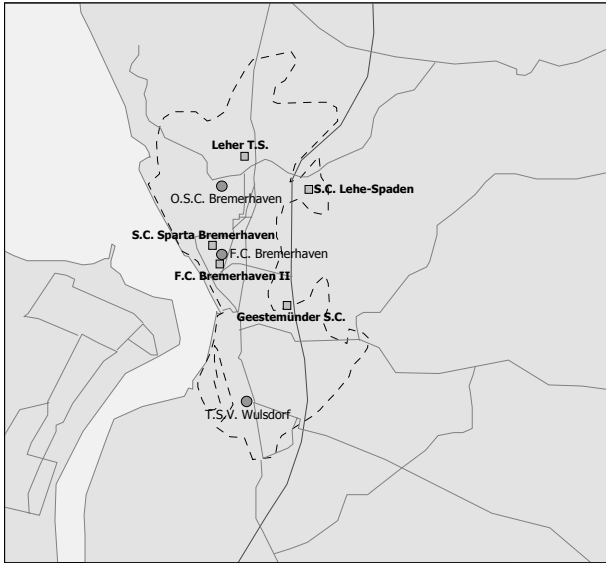 Leher T.S.
O.S.C. Bremerhaven
S.C. Lehe-Spaden
S.C. Sparta Bremerhaven
F.C. Bremerhaven
F.C. Bremerhaven II
Geestemünder S.C.
T.S.V. Wulsdorf